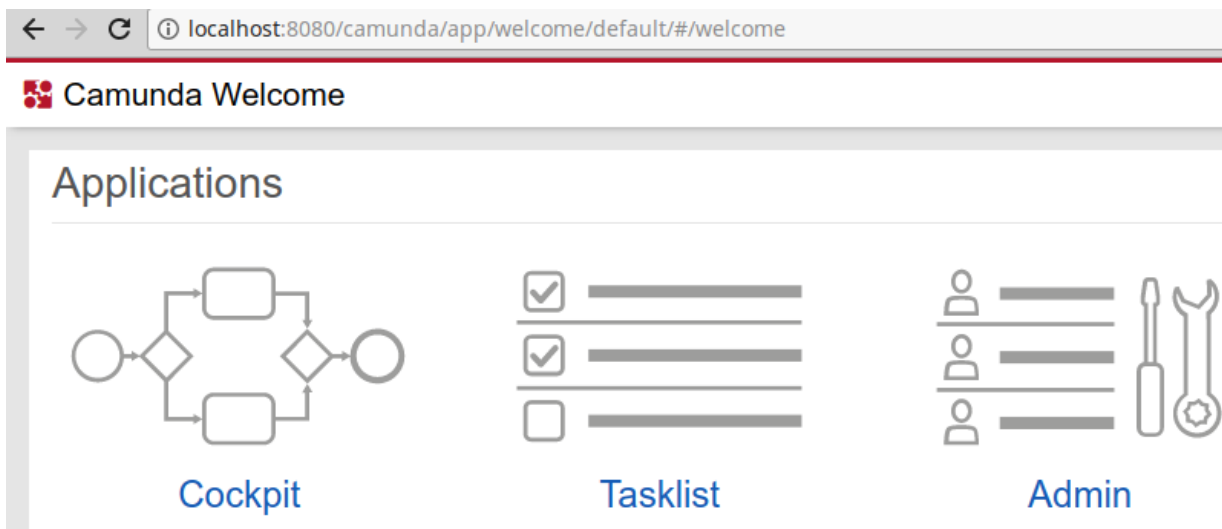 localhost:8080/camunda/app/welcome/default/#/welcome
Camunda Welcome
Applications
Cockpit Tasklist Admin